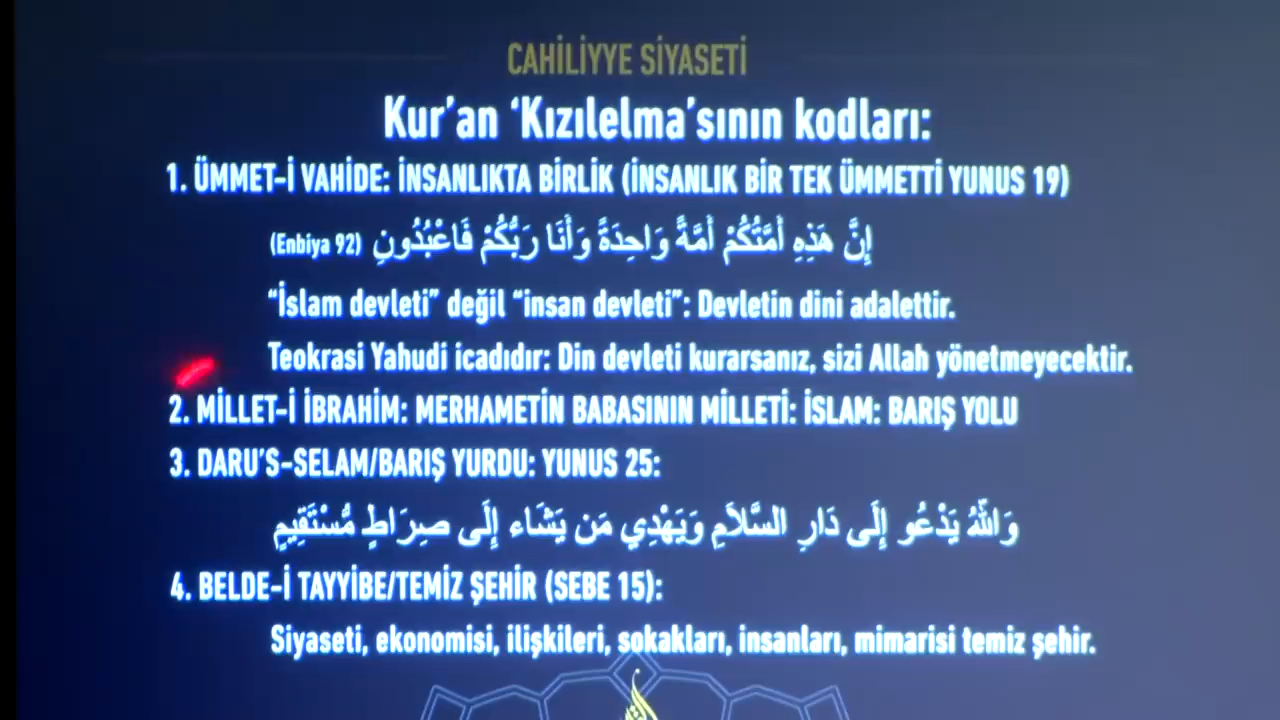 CAHİLİYYE SİYASETİ
Kur’an ‘Kızılelma’sının kodları:
1. ÜMMET-İ VAHİDE: İNSANLIKTA BİRLİK (İNSANLIK BİR TEK ÜMMETTİ YUNUS 19)
إِنَّ هَذِهِ أُمَّتُكُمْ أُمَّةً وَاحِدَةً وَأَنَا رَبُّكُمْ فَاعْبُدُونِ (Enbiya 92)
“İslam devleti” değil “insan devleti”: Devletin dini adalettir.
Teokrasi Yahudi icadıdır: Din devleti kurarsanız, sizi Allah yönetmeyecektir.
2. MİLLET-İ İBRAHİM: MERHAMETİN BABASININ MİLLETİ: İSLAM: BARIŞ YOLU
3. DARU’S-SELAM/BARIŞ YURDU: YUNUS 25:
وَاللّهُ يَدْعُو إِلَى دَارِ السَّلاَمِ وَيَهْدِي مَن يَشَاء إِلَى صِرَاطٍ مُّسْتَقِيمٍ
4. BELDE-İ TAYYİBE/TEMİZ ŞEHİR (SEBE 15):
Siyaseti, ekonomisi, ilişkileri, sokakları, insanları, mimarisi temiz şehir.